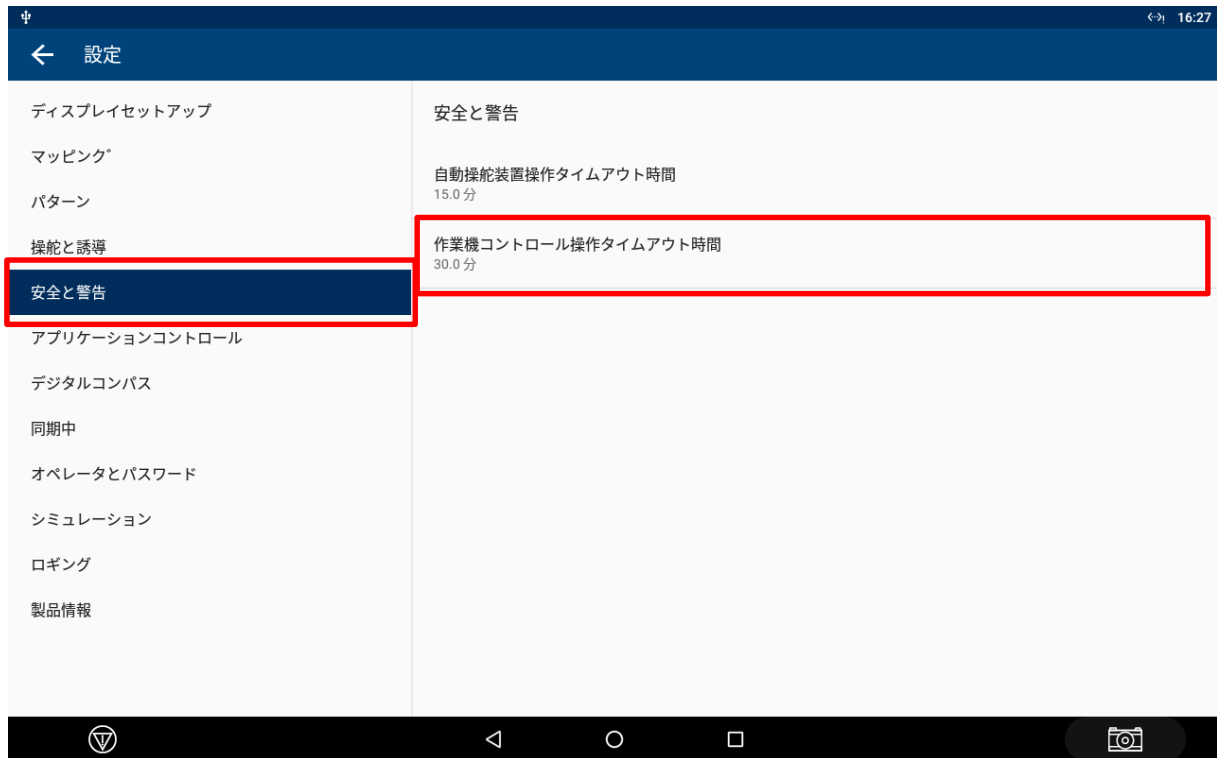 16:27
設定
ディスプレイセットアップ
マッピング
パターン
操舵と誘導
安全と警告
アプリケーションコントロール
デジタルコンパス
同期中
オペレータとパスワード
シミュレーション
ロギング
製品情報
安全と警告
自動操舵装置操作タイムアウト時間
15.0 分
作業機コントロール操作タイムアウト時間
30.0 分